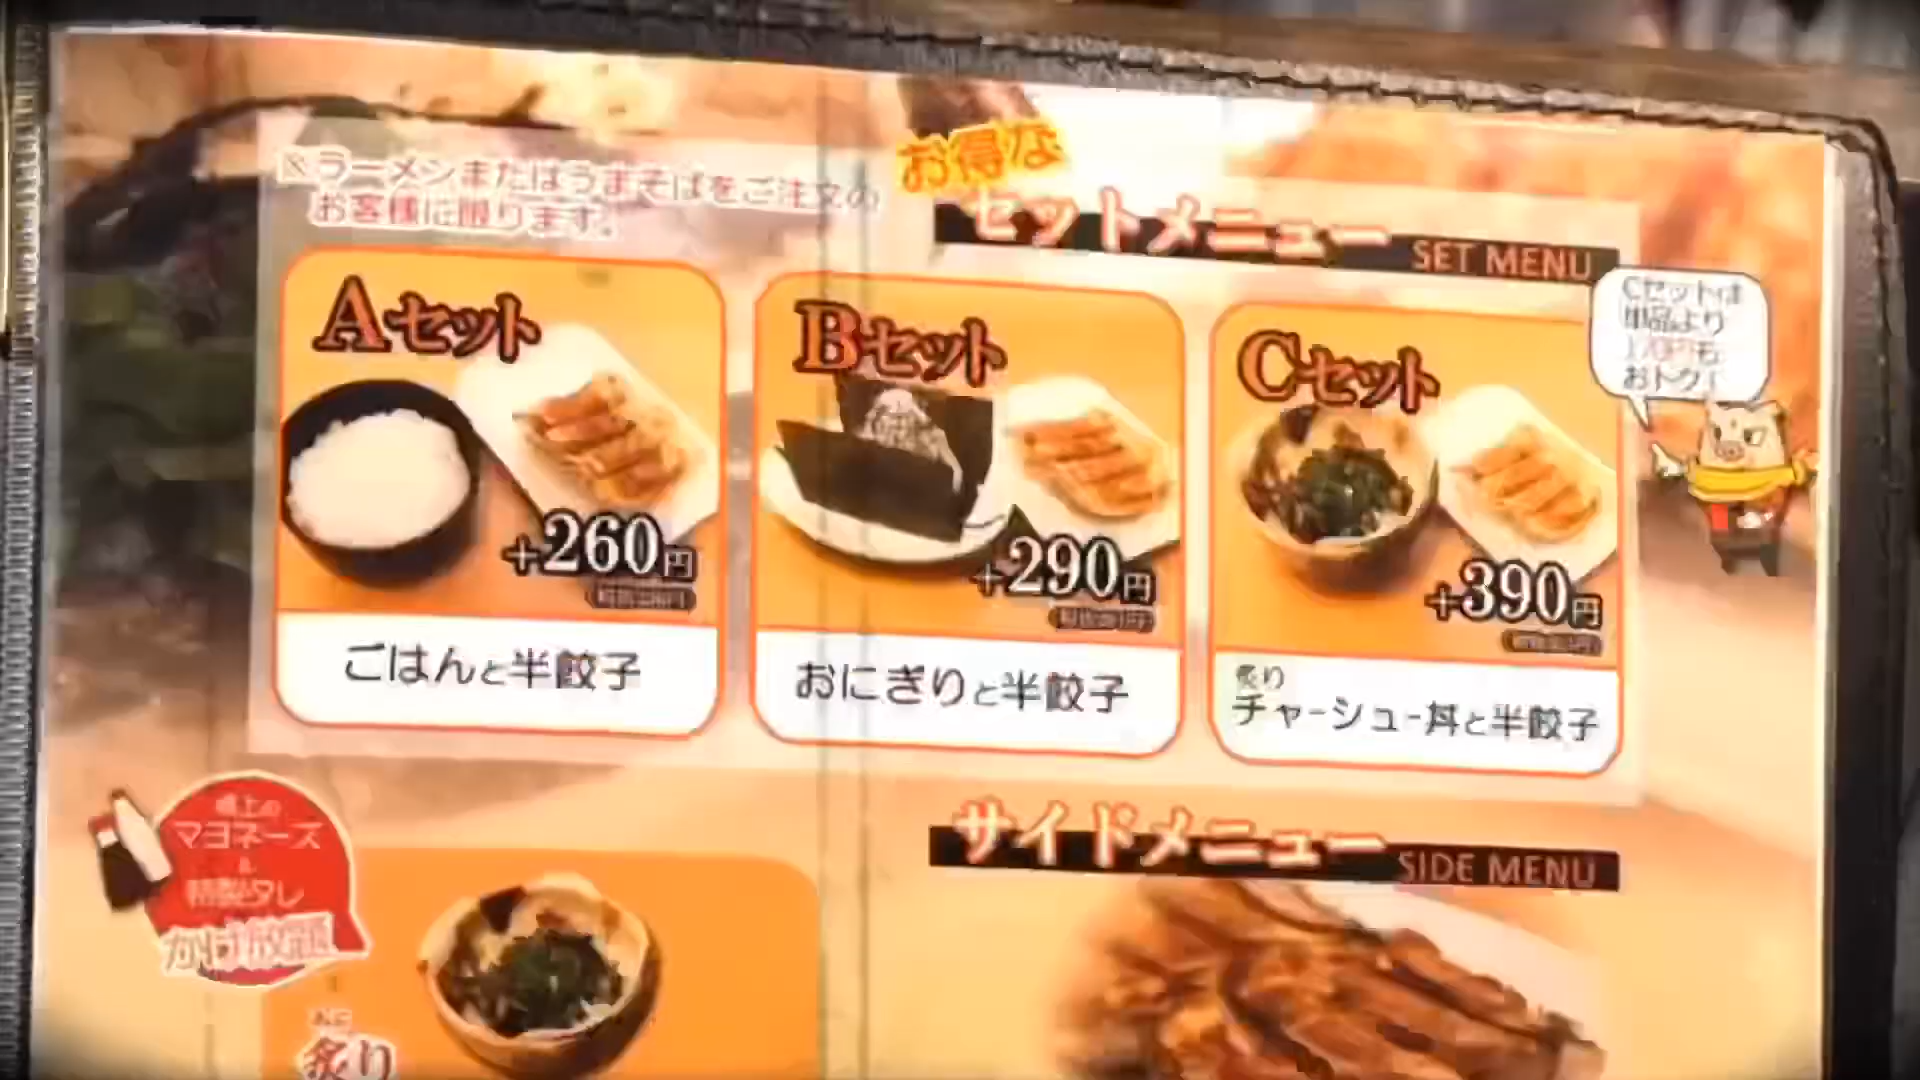 ※ラーメンまたはうまそばをご注文の
お客様に限ります。
お得な
セットメニュー
SET MENU
Aセット
+260円
ごはんと半餃子
Bセット
+290円
おにぎりと半餃子
Cセット
+390円
炙り
チャーシュー丼と半餃子
Cセットは
単品より
おトク!
卓上の
マヨネーズ
&
特製タレ
かけ放題
サイドメニュー
SIDE MENU
炙り